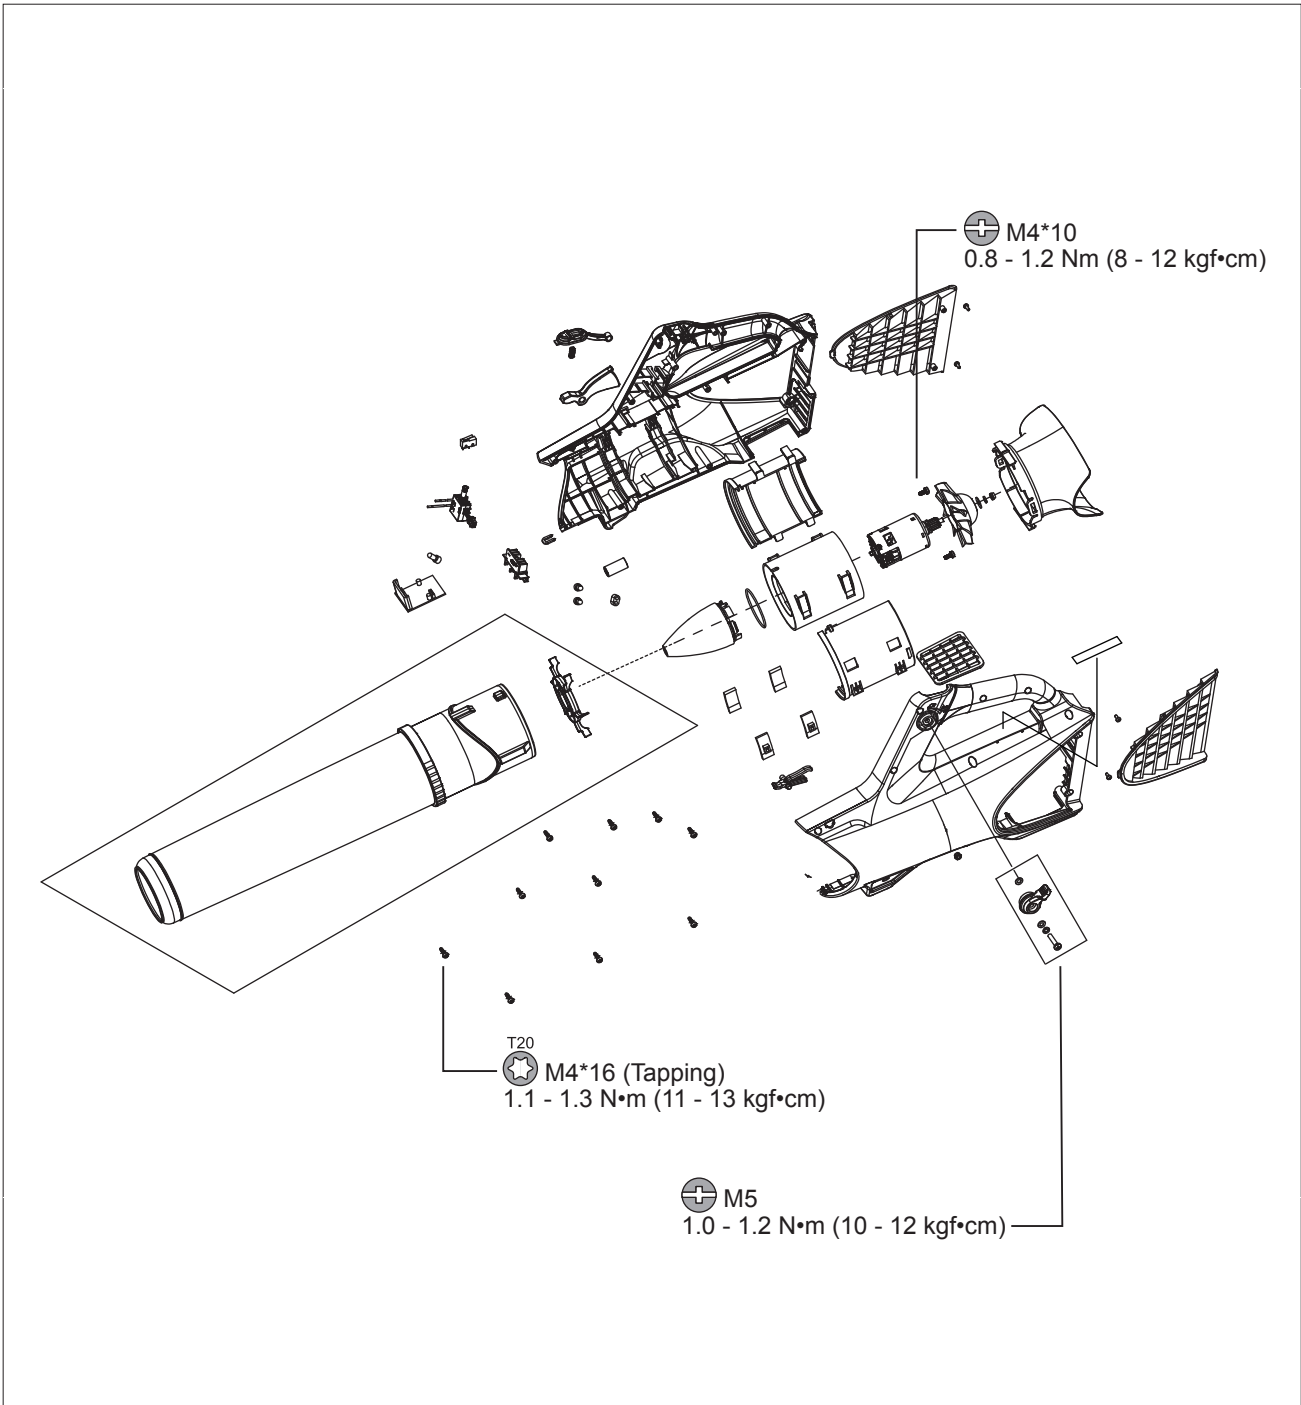 M4*10
0.8 - 1.2 Nm (8 - 12 kgf•cm)
T20
M4*16 (Tapping)
1.1 - 1.3 N•m (11 - 13 kgf•cm)
M5
1.0 - 1.2 N•m (10 - 12 kgf•cm)